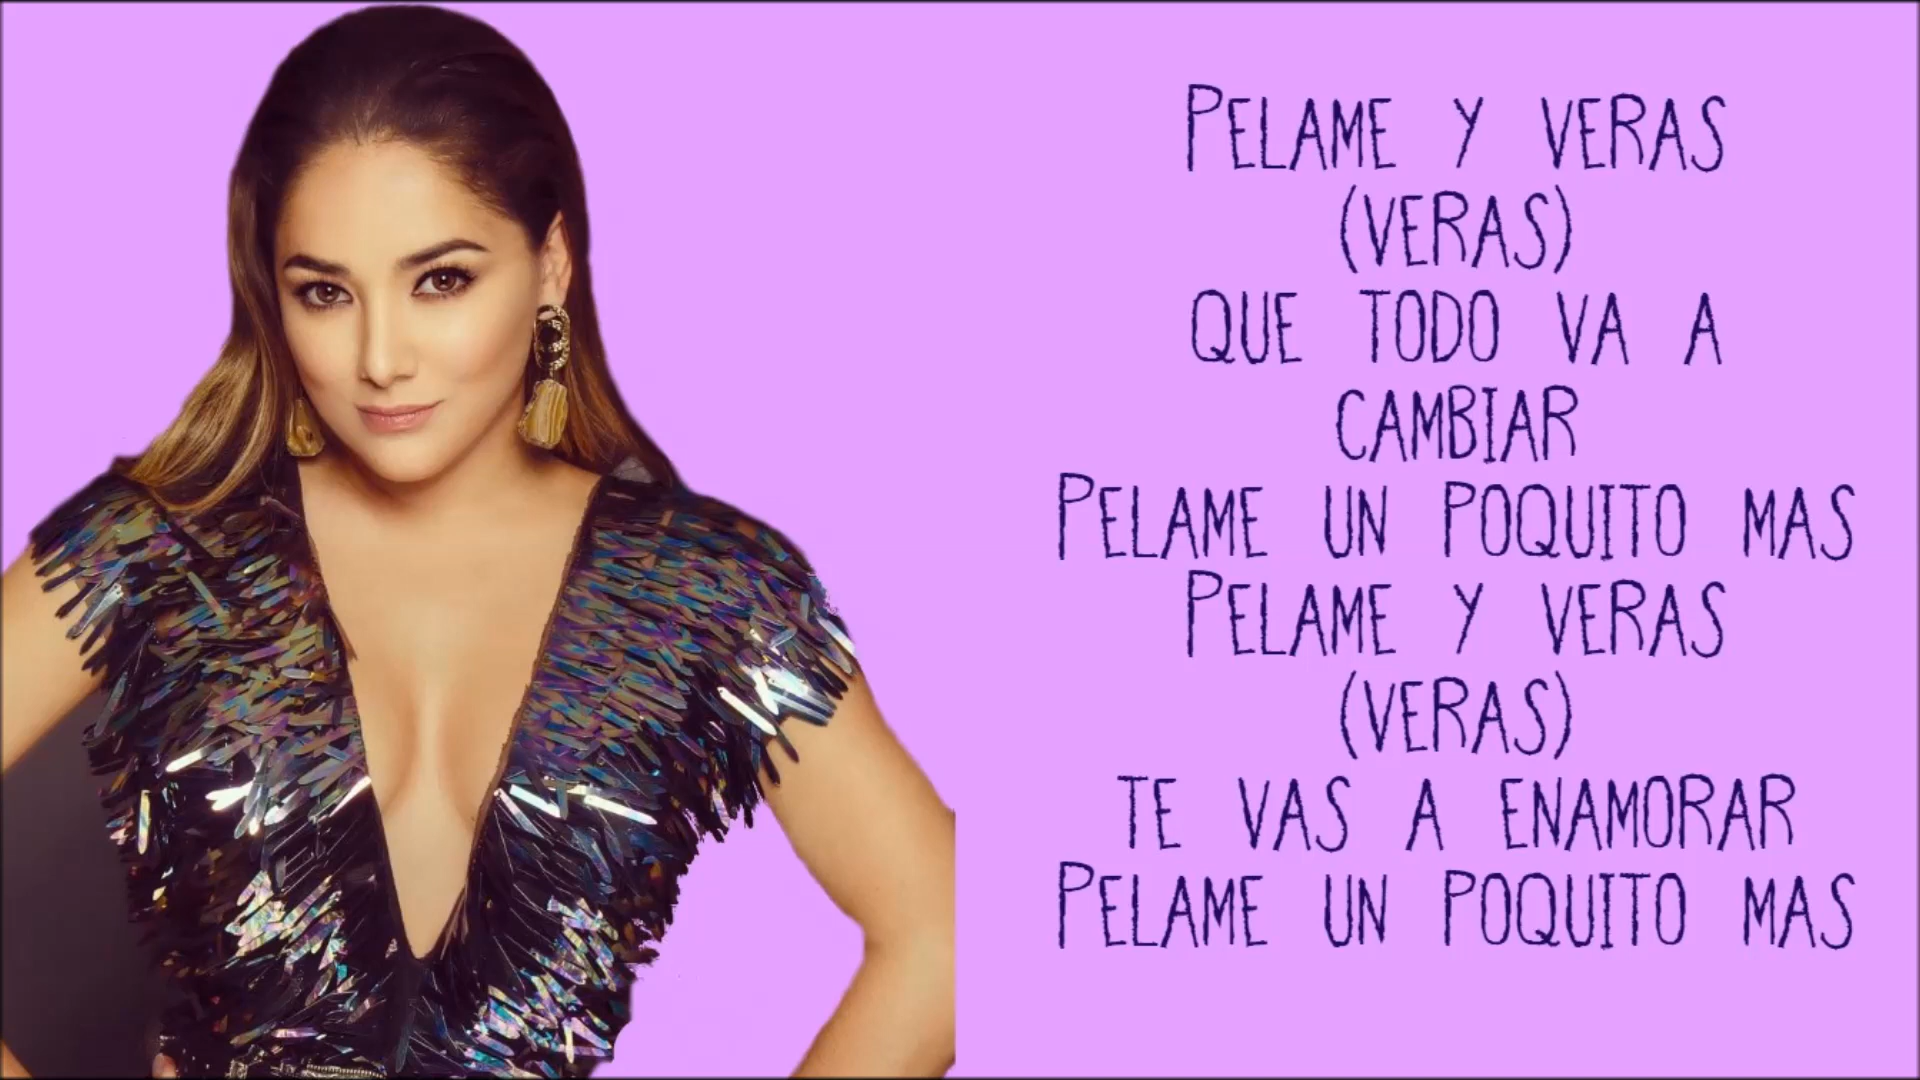 PELAME Y VERAS
(VERAS)
QUE TODO VA A
CAMBIAR
PELAME UN POQUITO MAS
PELAME Y VERAS
(VERAS)
TE VAS A ENAMORAR
PELAME UN POQUITO MAS